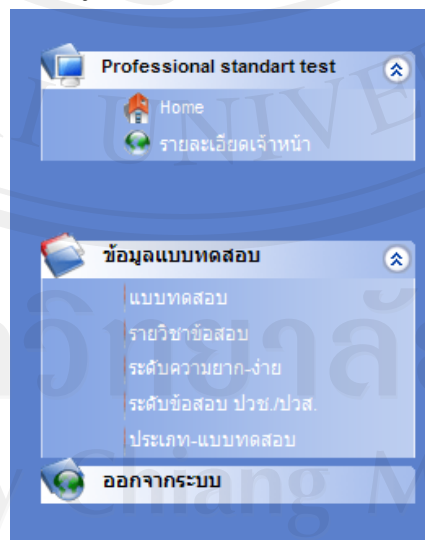 Professional standart test
Home
รายละเอียดเจ้าหน้า
ข้อมูลแบบทดสอบ
แบบทดสอบ
รายวิชาข้อสอบ
ระดับความยาก-ง่าย
ระดับข้อสอบ ปวช./ปวส.
ประเภท-แบบทดสอบ
ออกจากระบบ